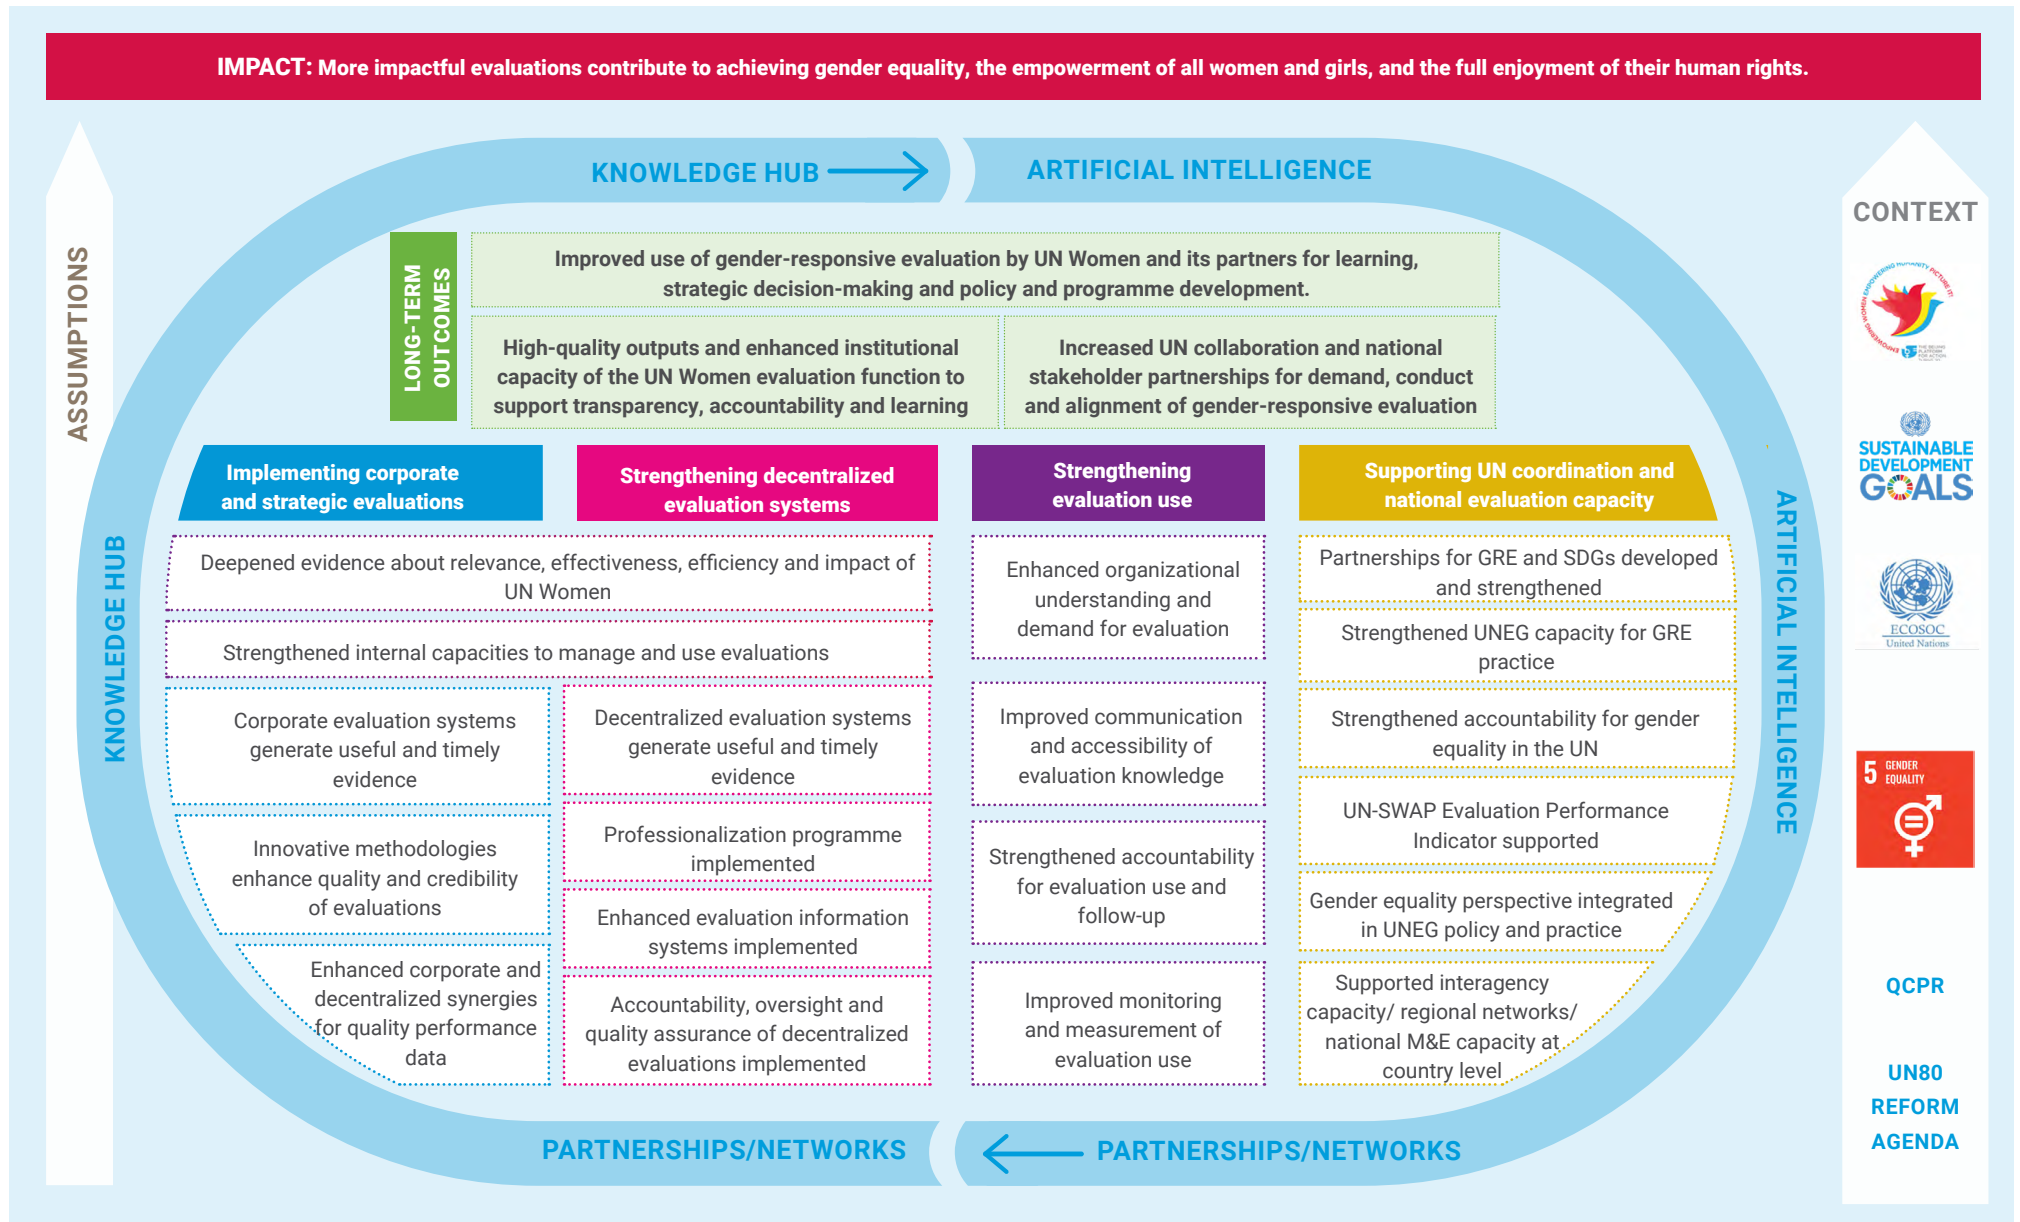 IMPACT: More impactful evaluations contribute to achieving gender equality, the empowerment of all women and girls, and the full enjoyment of their human rights.
ASSUMPTIONS
KNOWLEDGE HUB
ARTIFICIAL INTELLIGENCE
LONG-TERM
OUTCOMES
Improved use of gender-responsive evaluation by UN Women and its partners for learning,
strategic decision-making and policy and programme development.
High-quality outputs and enhanced institutional
capacity of the UN Women evaluation function to
support transparency, accountability and learning
Increased UN collaboration and national
stakeholder partnerships for demand, conduct
and alignment of gender-responsive evaluation
KNOWLEDGE HUB
Implementing corporate
and strategic evaluations
Strengthening decentralized
evaluation systems
Strengthening
evaluation use
Supporting UN coordination and
national evaluation capacity
Deepened evidence about relevance, effectiveness, efficiency and impact of
UN Women
Strengthened internal capacities to manage and use evaluations
Corporate evaluation systems
generate useful and timely
evidence
Innovative methodologies
enhance quality and credibility
of evaluations
Enhanced corporate and
decentralized synergies
for quality performance
data
Decentralized evaluation systems
generate useful and timely
evidence
Professionalization programme
implemented
Enhanced evaluation information
systems implemented
Accountability, oversight and
quality assurance of decentralized
evaluations implemented
Enhanced organizational
understanding and
demand for evaluation
Improved communication
and accessibility of
evaluation knowledge
Strengthened accountability
for evaluation use and
follow-up
Improved monitoring
and measurement of
evaluation use
Partnerships for GRE and SDGs developed
and strengthened
Strengthened UNEG capacity for GRE
practice
Strengthened accountability for gender
equality in the UN
UN-SWAP Evaluation Performance
Indicator supported
Gender equality perspective integrated
in UNEG policy and practice
Supported interagency
capacity/ regional networks/
national M&E capacity at
country level
ARTIFICIAL INTELLIGENCE
PARTNERSHIPS/NETWORKS
PARTNERSHIPS/NETWORKS
CONTEXT
EMPOWERING WOMEN EMPOWERING HUMANITY PICTURE IT!
THE BEIJING
PLATFORM
FOR ACTION
SUSTAINABLE
DEVELOPMENT
GOALS
ECOSOC
United Nations
5 GENDER
EQUALITY
QCPR
UN80
REFORM
AGENDA